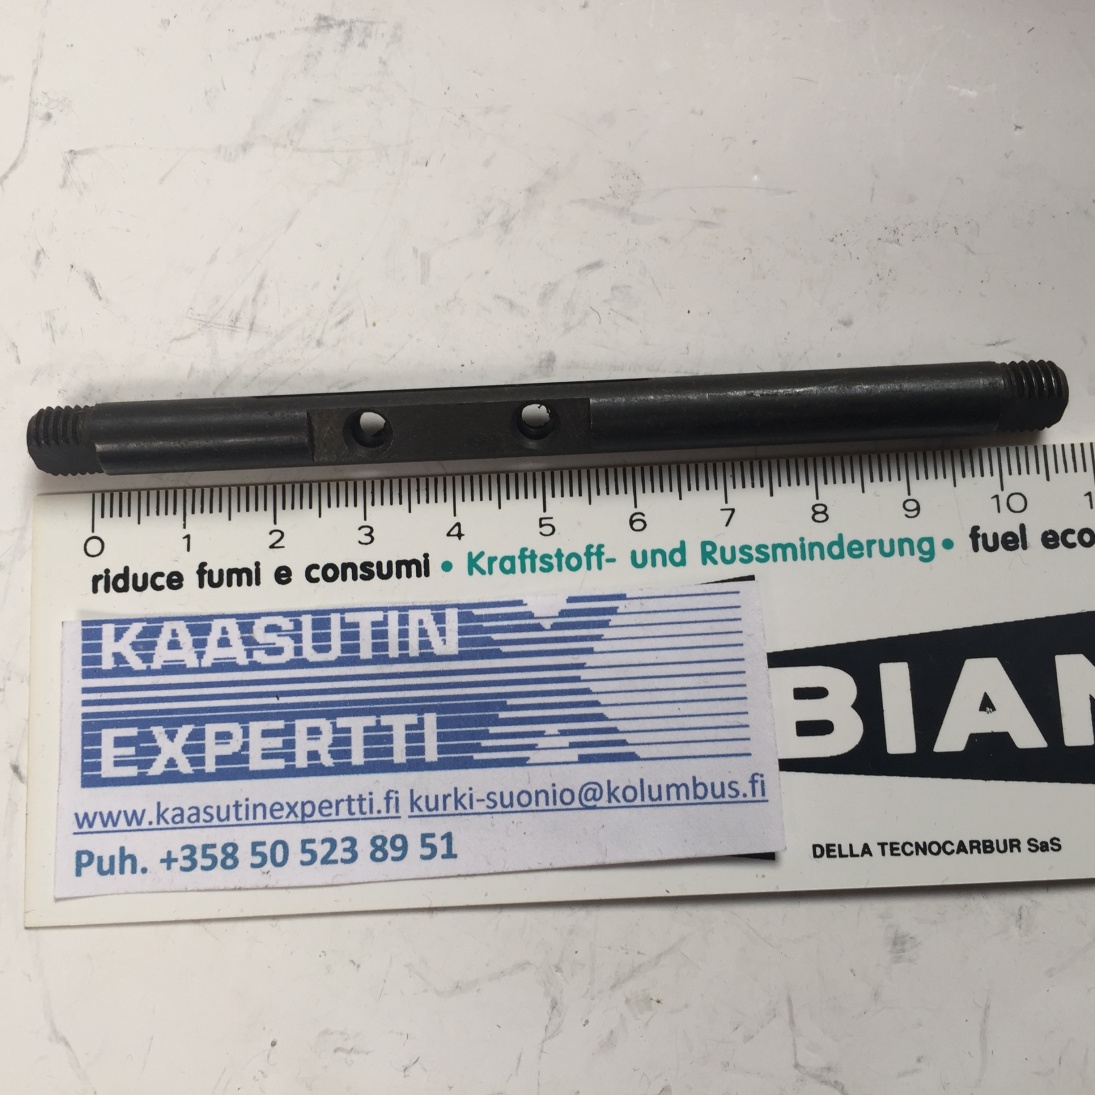 0 1 2 3 4 5 6 7 8 9 10 1
riduce fumi e consumi • Kraftstoff- und Russminderung • fuel eco
KAASUTIN
EXPERTTI
BIAN
www.kaasutinexpertti.fi kurki-suonio@kolumbus.fi
Puh. +358 50 523 89 51
DELLA TECNOCARBUR SaS